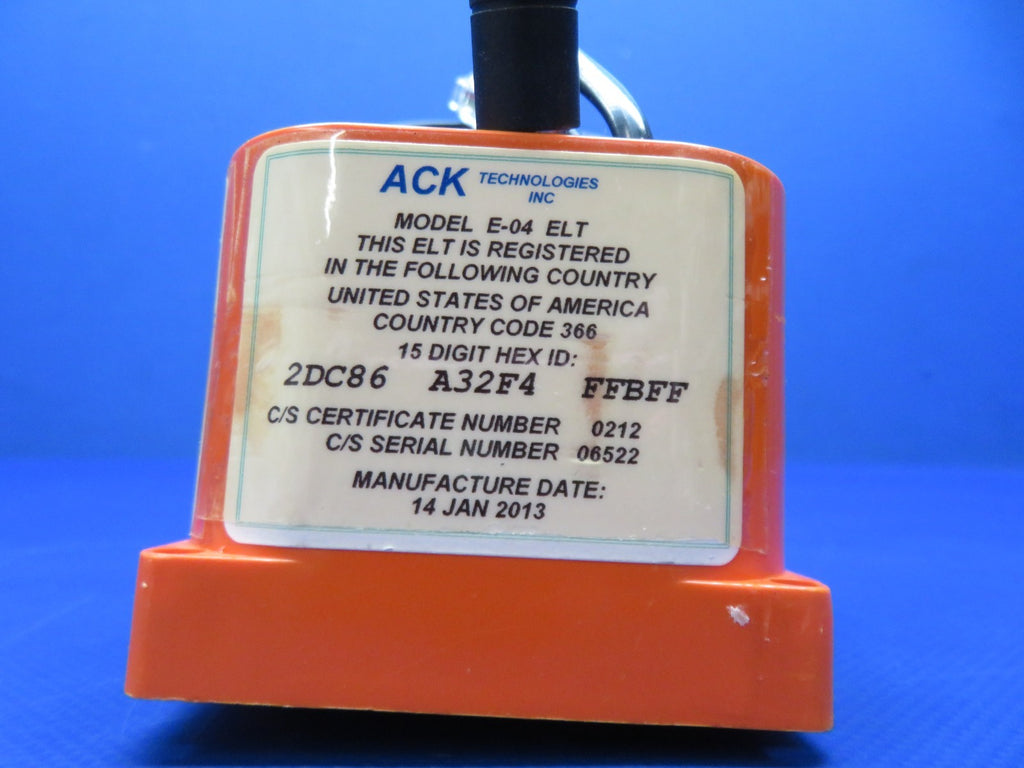 ACK TECHNOLOGIES
INC
MODEL E-04 ELT
THIS ELT IS REGISTERED
IN THE FOLLOWING COUNTRY
UNITED STATES OF AMERICA
COUNTRY CODE 366
15 DIGIT HEX ID:
2DC86 A32F4 FFBFF
C/S CERTIFICATE NUMBER 0212
C/S SERIAL NUMBER 06522
MANUFACTURE DATE:
14 JAN 2013